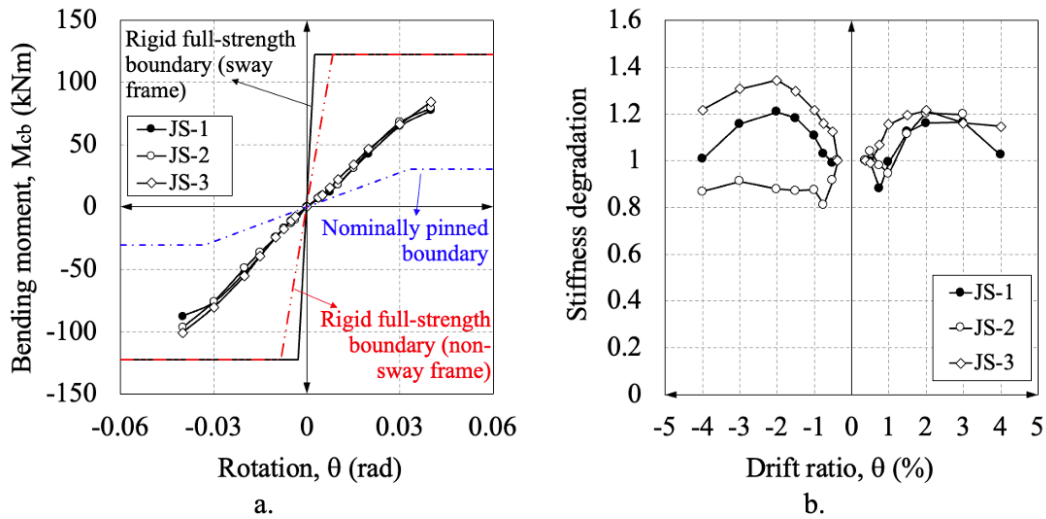 150
100
50
0
-50
-100
-150
Bending moment, Mcb (kNm)
Rigid full-strength
boundary (sway
frame)
JS-1
JS-2
JS-3
Nominally pinned
boundary
Rigid full-strength
boundary (non-
sway frame)
-0.06 -0.03 0 0.03 0.06
Rotation, θ (rad)
a.
1.6
1.4
1.2
1
0.8
0.6
0.4
0.2
0
Stiffness degradation
JS-1
JS-2
JS-3
-5 -4 -3 -2 -1 0 1 2 3 4 5
Drift ratio, θ (%)
b.